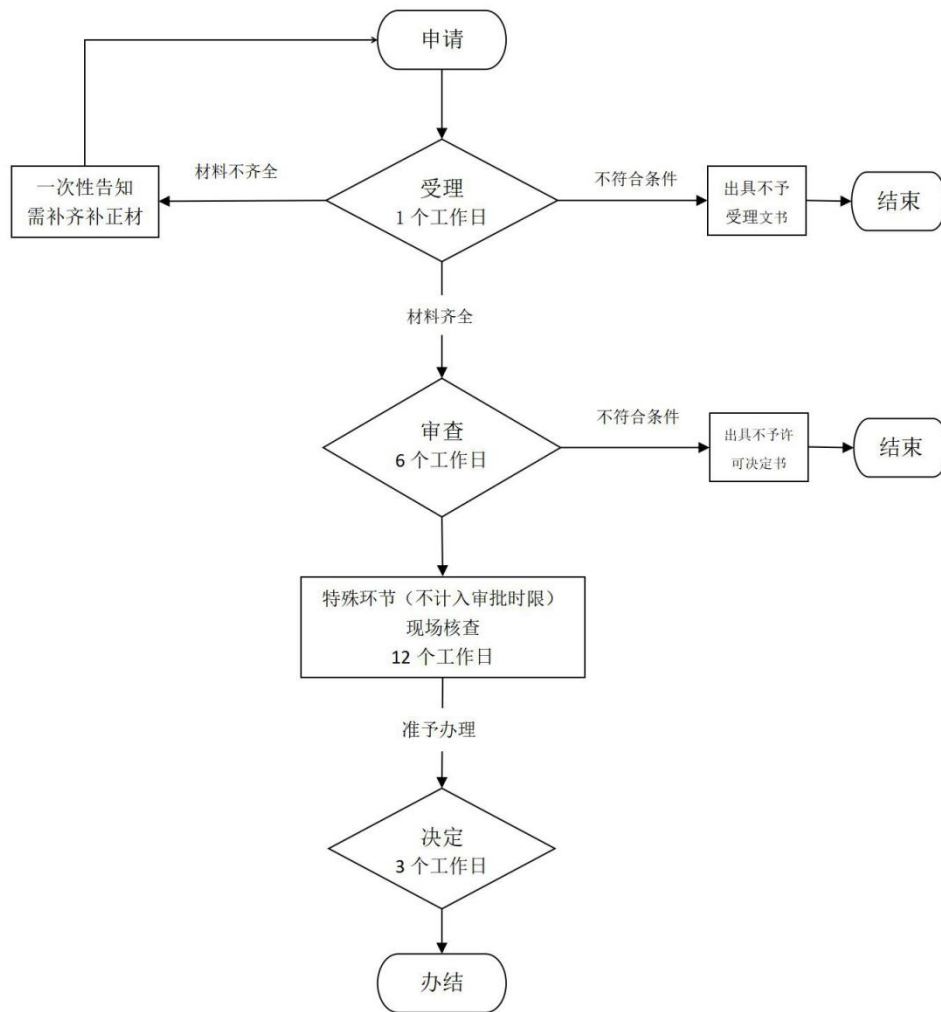 申请
材料不齐全
一次性告知
需补齐补正材
受理
1 个工作日
不符合条件
出具不予
受理文书
结束
材料齐全
审查
6 个工作日
不符合条件
出具不予许
可决定书
结束
特殊环节（不计入审批时限）
现场核查
12 个工作日
准予办理
决定
3 个工作日
办结